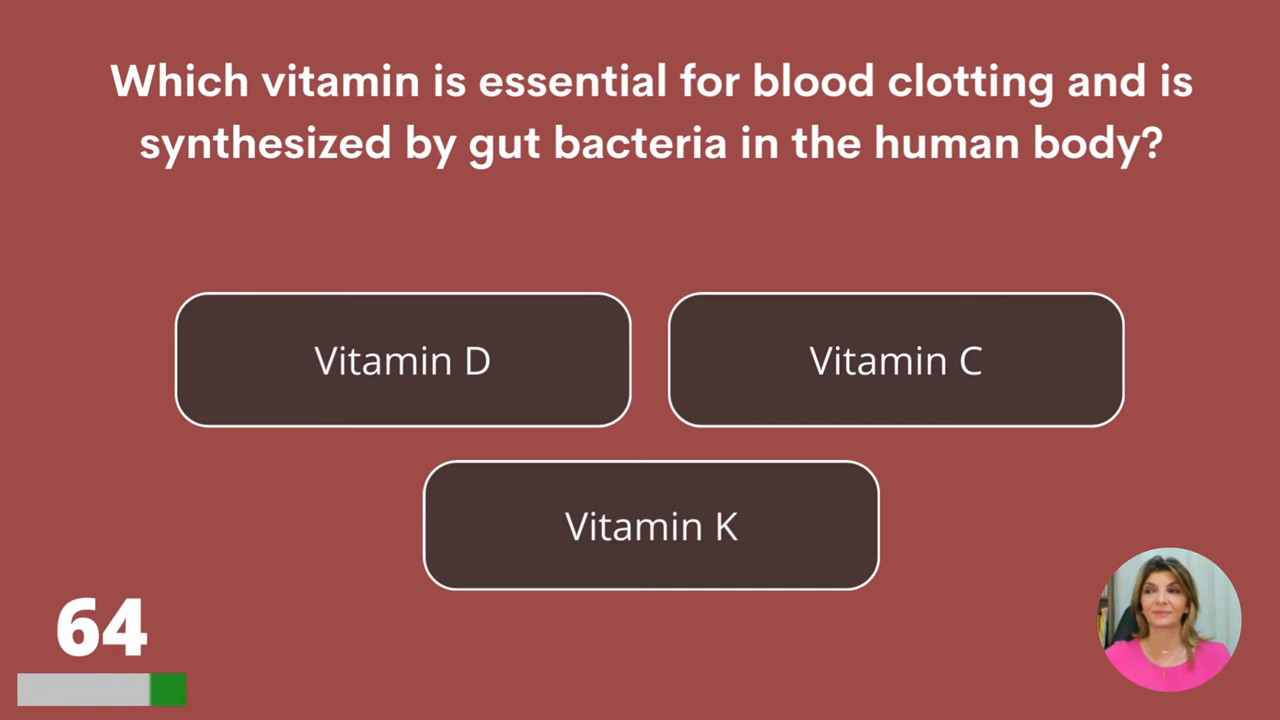 Which vitamin is essential for blood clotting and is
synthesized by gut bacteria in the human body?
Vitamin D
Vitamin C
Vitamin K
64